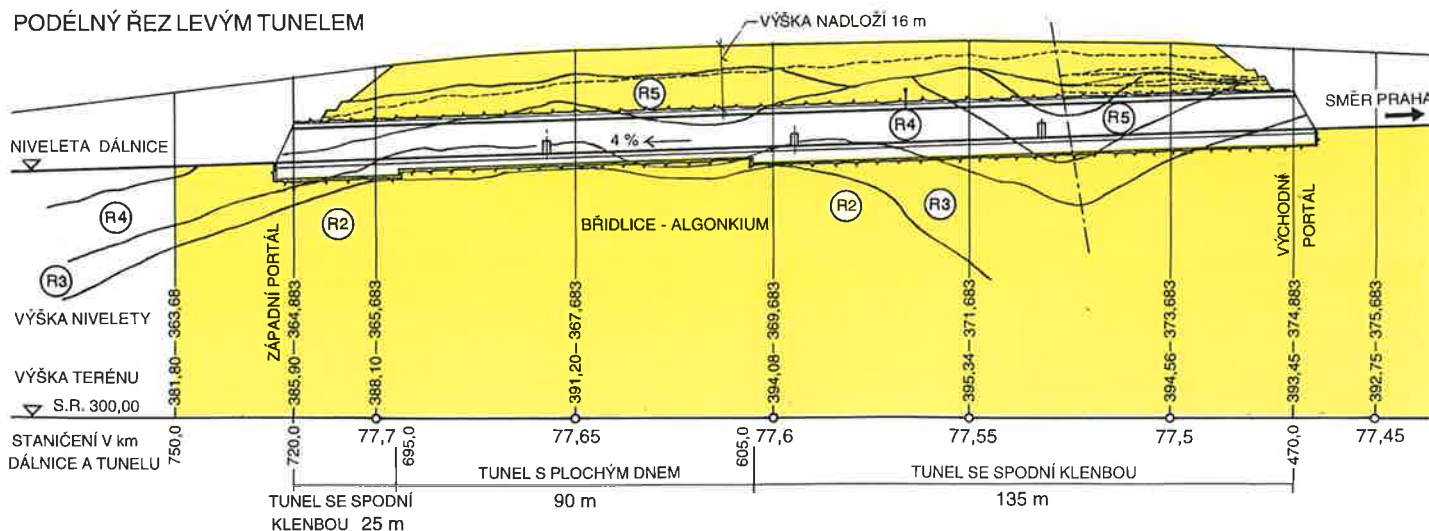 PODÉLNÝ ŘEZ LEVÝM TUNELEM
VÝŠKA NADLOŽÍ 16 m
R5
R4
R5
SMĚR PRAHA
NIVELETA DÁLNICE
4 %
R4
R2
BŘIDLICE - ALGONKIUM
R2
R3
R3
ZÁPADNÍ PORTÁL
VÝCHODNÍ
PORTÁL
VÝŠKA NIVELETY
363,68
364,883
365,683
367,683
369,683
371,683
373,683
374,883
375,683
VÝŠKA TERÉNU
381,80
385,90
388,10
391,20
394,08
395,34
394,56
393,45
392,75
S.R. 300,00
STANIČENÍ V km
DÁLNICE A TUNELU
750,0
720,0
77,7
695,0
77,65
605,0
77,6
77,55
77,5
470,0
77,45
TUNEL S PLOCHÝM DNEM
TUNEL SE SPODNÍ KLENBOU
TUNEL SE SPODNÍ
KLENBOU 25 m
90 m
135 m